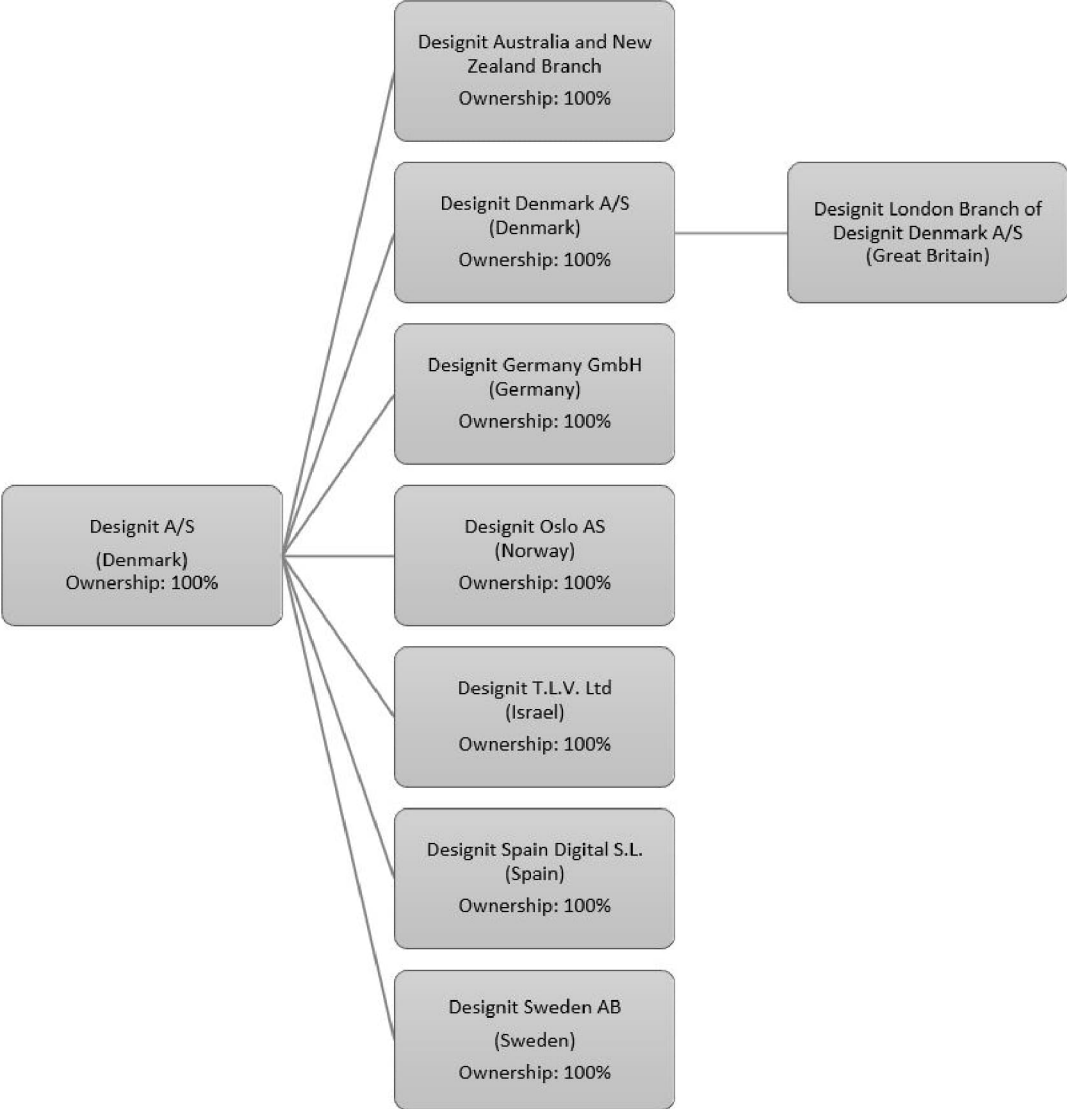 Designit Australia and New
Zealand Branch
Ownership: 100%
Designit Denmark A/S
(Denmark)
Ownership: 100%
Designit London Branch of
Designit Denmark A/S
(Great Britain)
Designit Germany GmbH
(Germany)
Ownership: 100%
Designit A/S
(Denmark)
Ownership: 100%
Designit Oslo AS
(Norway)
Ownership: 100%
Designit T.L.V. Ltd
(Israel)
Ownership: 100%
Designit Spain Digital S.L.
(Spain)
Ownership: 100%
Designit Sweden AB
(Sweden)
Ownership: 100%